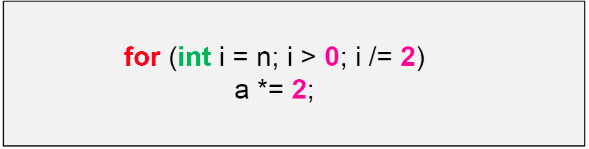 for (int i = n; i > 0; i /= 2)
a *= 2;